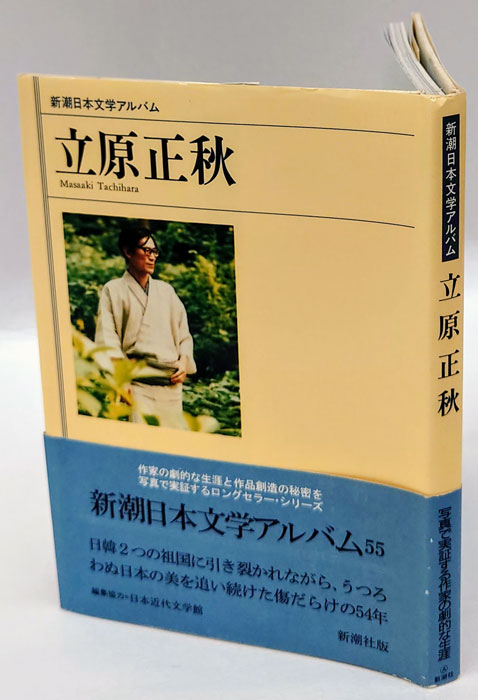 新潮日本文学アルバム
立原正秋
Masaaki Tachihara
作家の劇的な生涯と作品創造の秘密を
写真で実証するロングセラー・シリーズ
新潮日本文学アルバム55
日韓2つの祖国に引き裂かれながら、うつろ
わぬ日本の美を追い続けた傷だらけの54年
編集協力・日本近代文学館
新潮社版
新潮日本文学アルバム
立原正秋
写真で実証する作家の劇的な生涯
新潮社